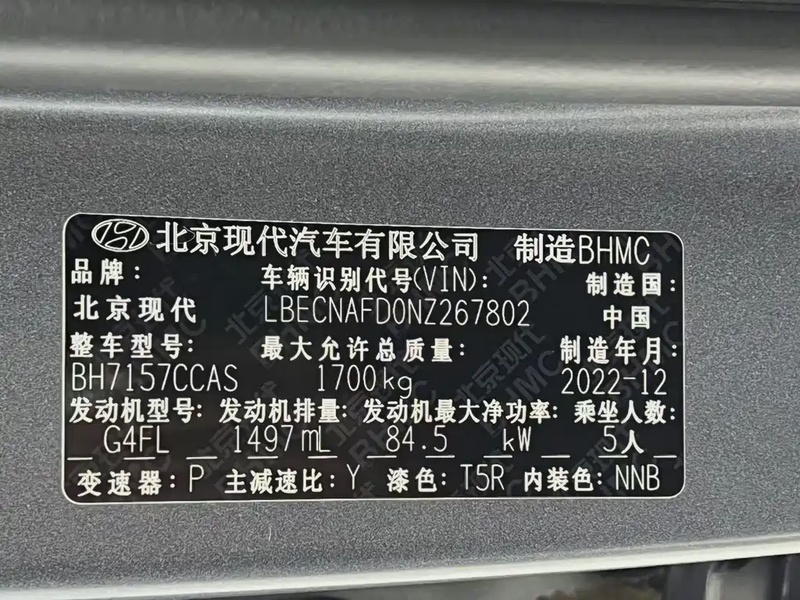 北京现代汽车有限公司 制造BHMC
品牌: 车辆识别代号(VIN): 制造国:
北京现代 LBECNAFD0NZ267802 中国
整车型号: 最大允许总质量: 制造年月:
BH7157CCAS 1700kg 2022-12
发动机型号: 发动机排量: 发动机最大净功率: 乘坐人数:
G4FL 1497mL 84.5 kW 5人
变速器: P 主减速比: Y 漆色: T5R 内装色: NNB